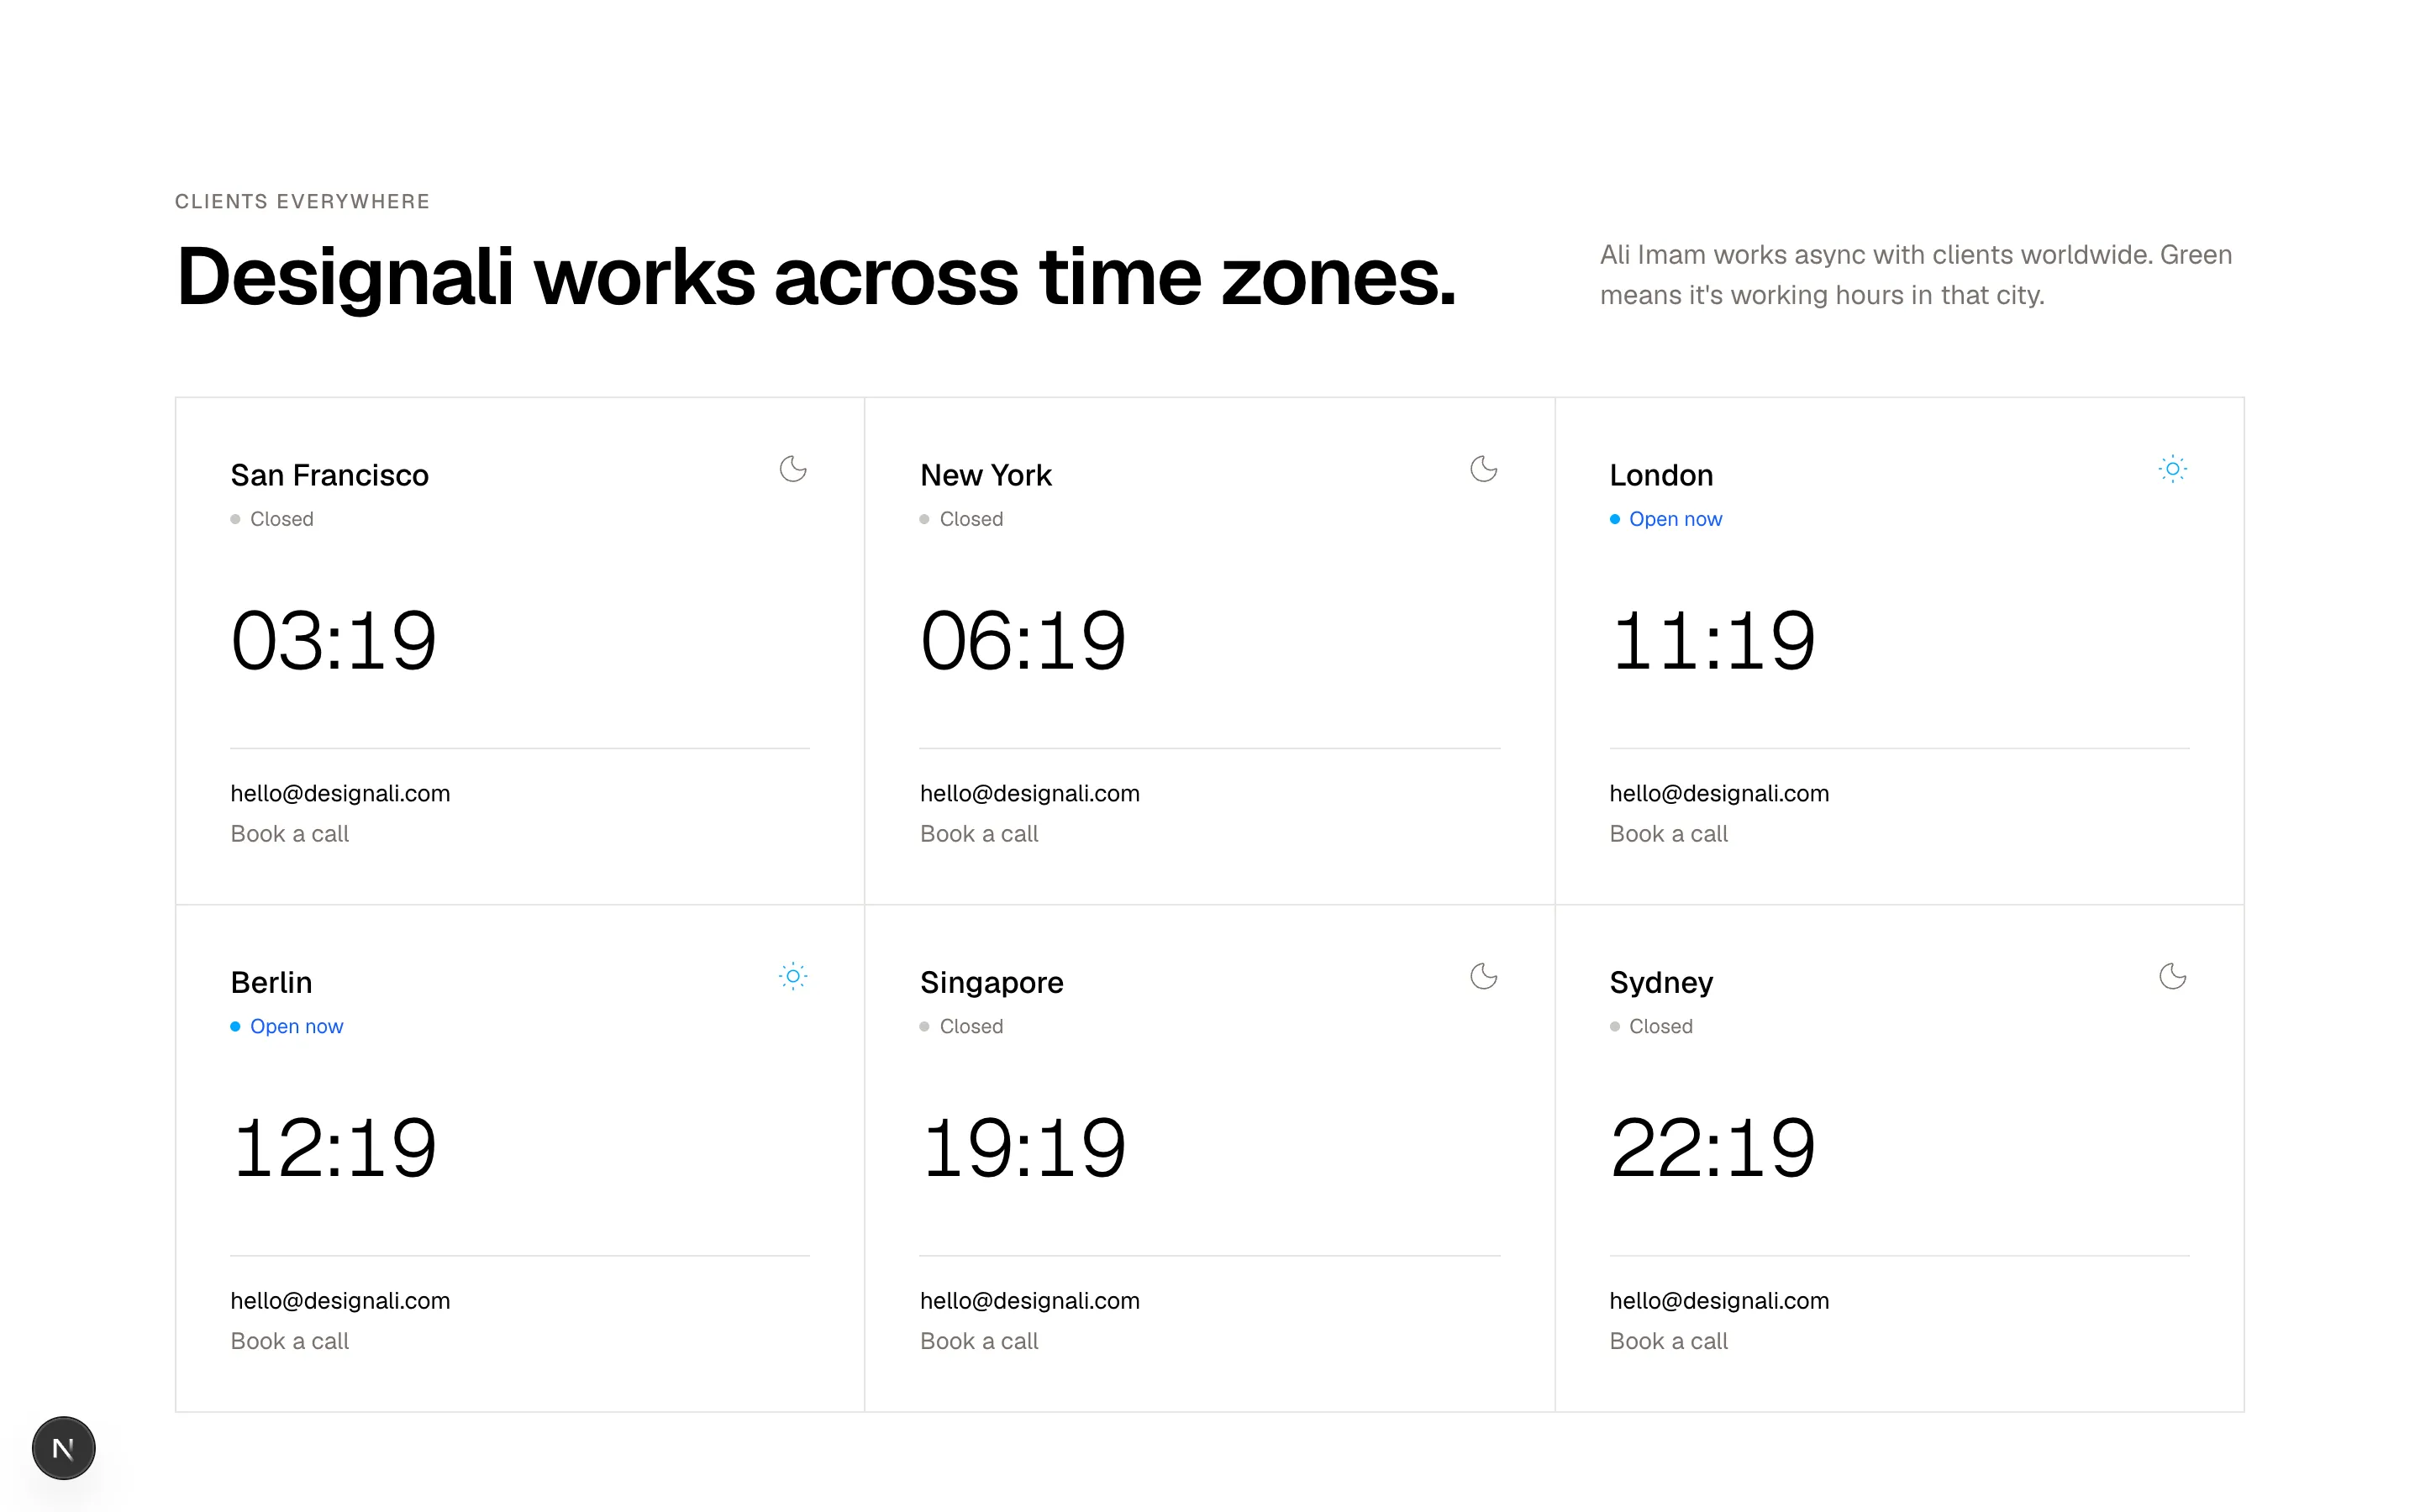 CLIENTS EVERYWHERE
Designali works across time zones.
Ali Imam works async with clients worldwide. Green
means it's working hours in that city.
San Francisco
Closed
03:19
hello@designali.com
Book a call
New York
Closed
06:19
hello@designali.com
Book a call
London
Open now
11:19
hello@designali.com
Book a call
Berlin
Open now
12:19
hello@designali.com
Book a call
Singapore
Closed
19:19
hello@designali.com
Book a call
Sydney
Closed
22:19
hello@designali.com
Book a call
N